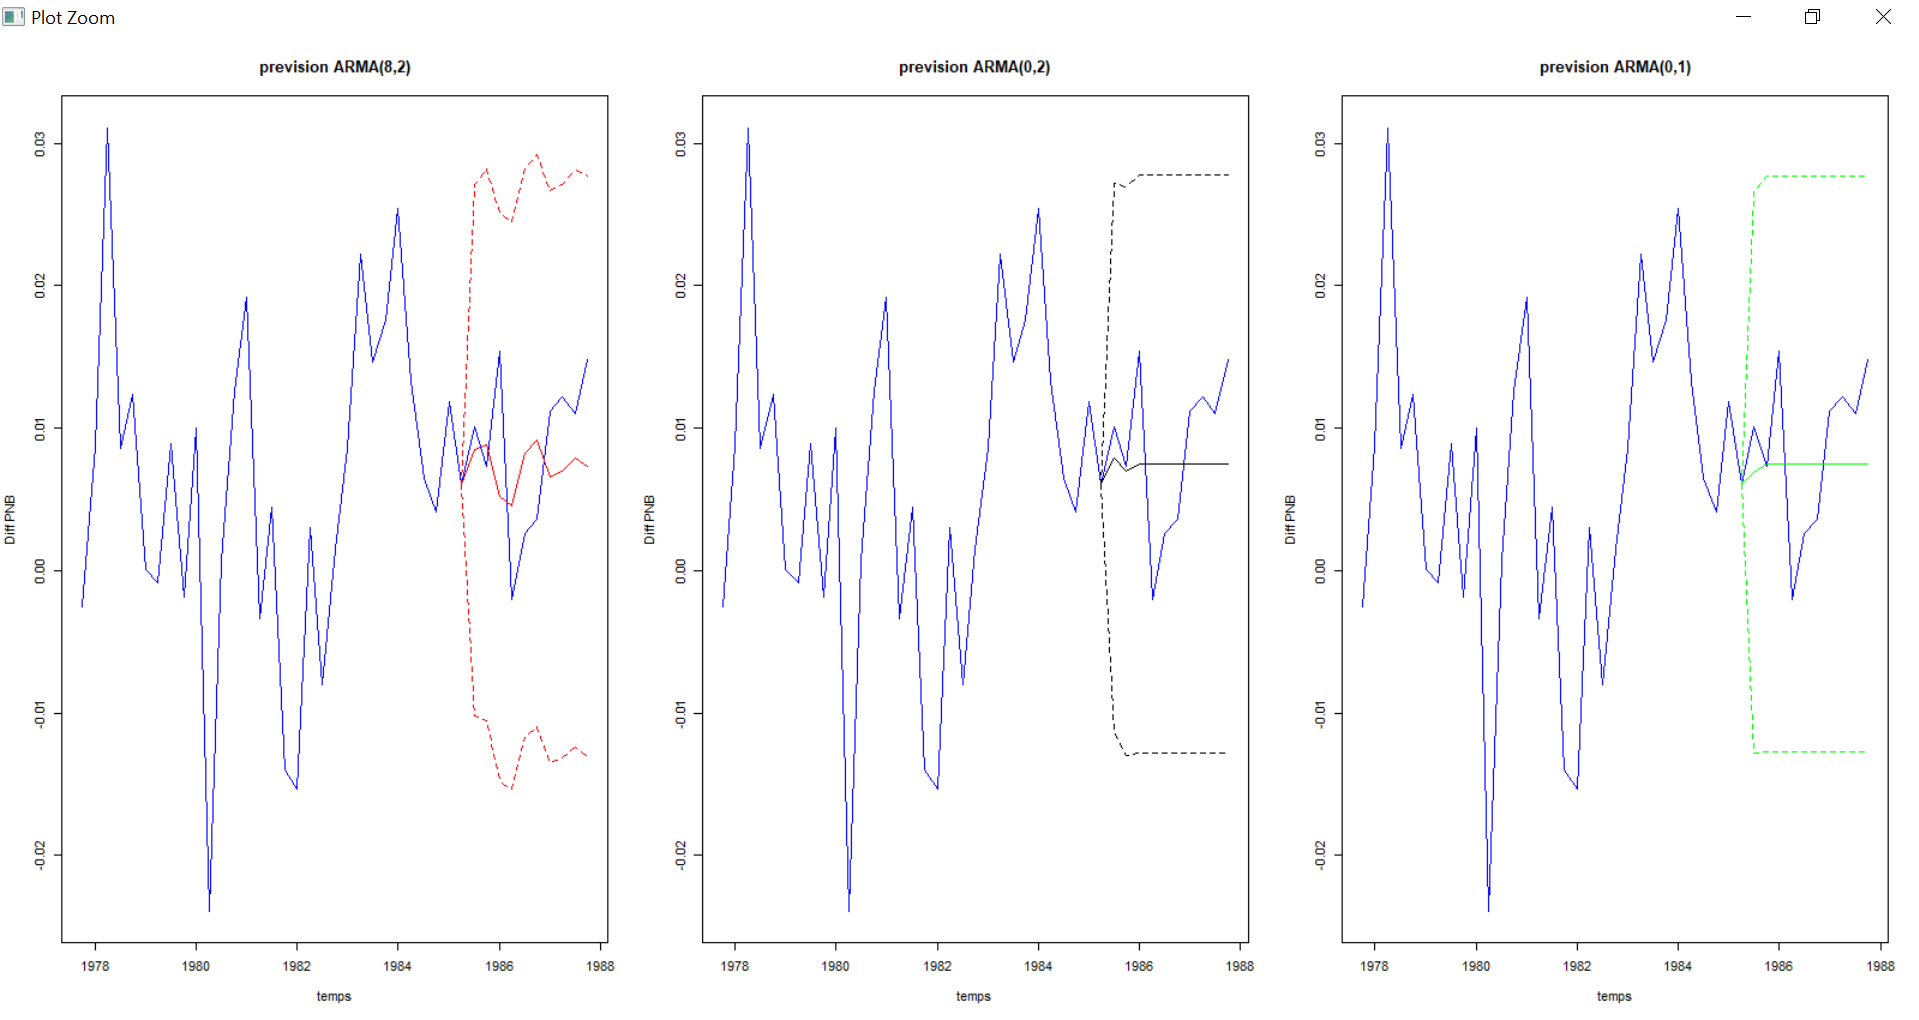 Plot Zoom
prevision ARMA(8,2)
0.03
0.02
0.01
0.00
-0.01
-0.02
Diff PNB
1978 1980 1982 1984 1986 1988
temps
prevision ARMA(0,2)
0.03
0.02
0.01
0.00
-0.01
-0.02
Diff PNB
1978 1980 1982 1984 1986 1988
temps
prevision ARMA(0,1)
0.03
0.02
0.01
0.00
-0.01
-0.02
Diff PNB
1978 1980 1982 1984 1986 1988
temps